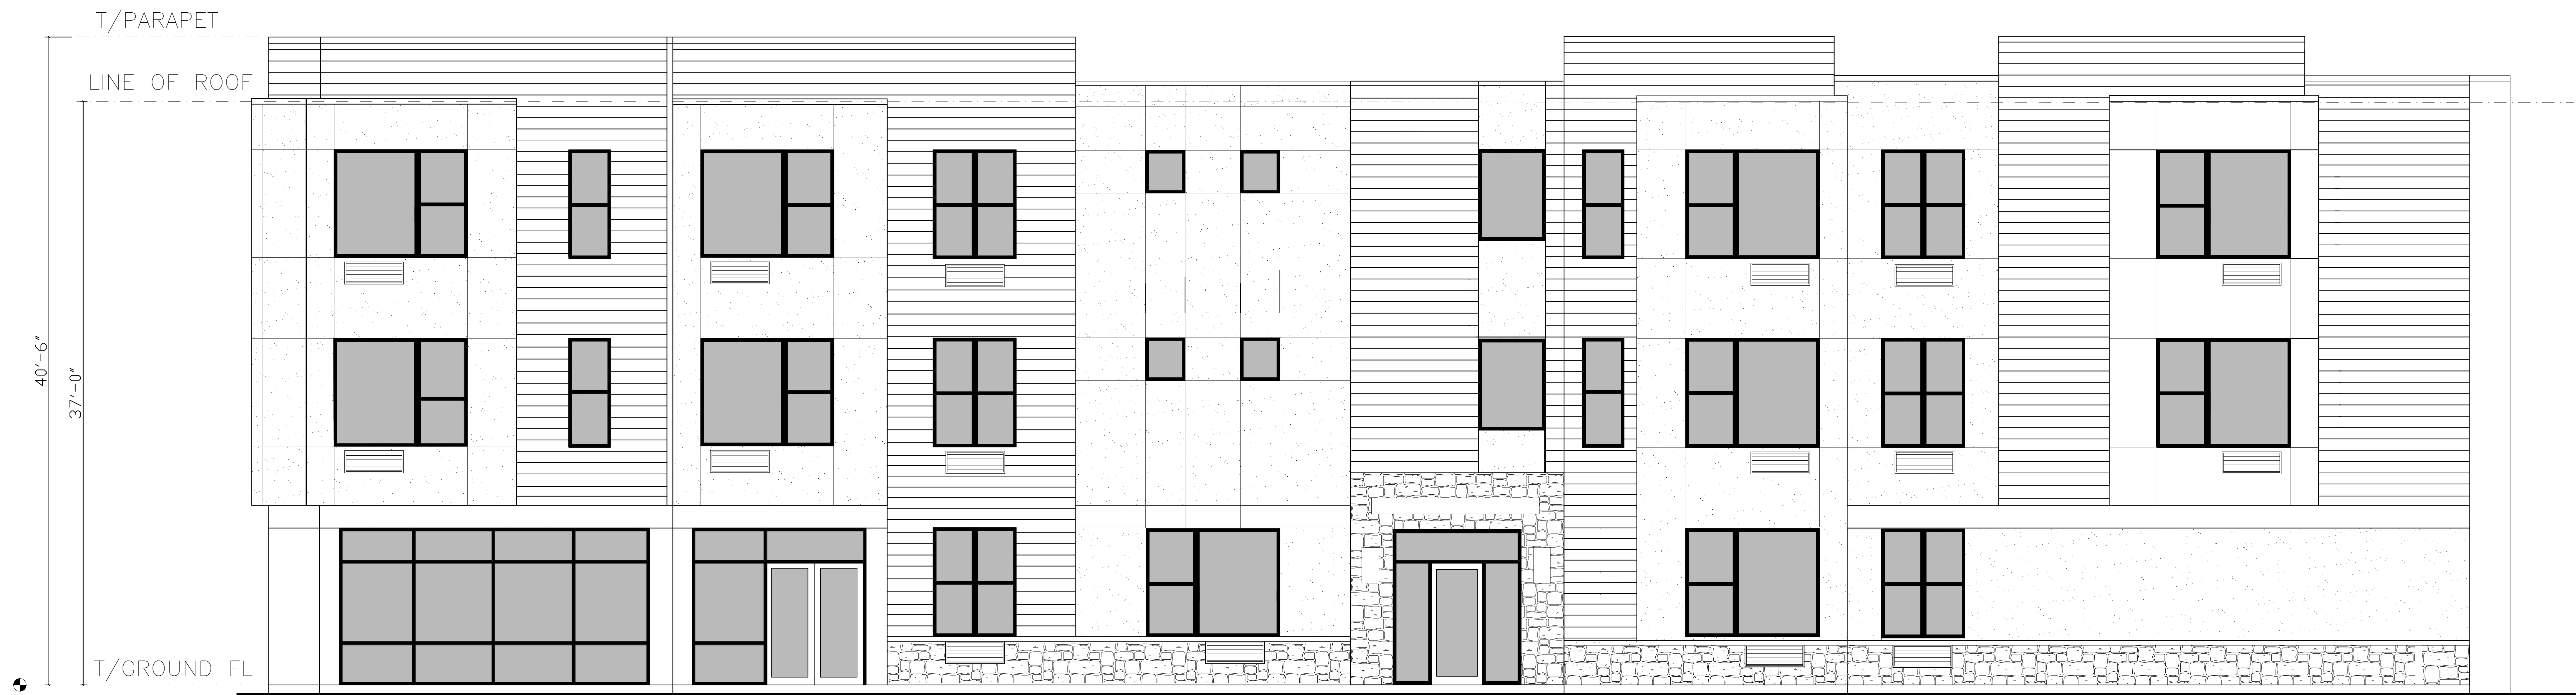 T/PARAPET
LINE OF ROOF
40'-6"
37'-0"
T/GROUND FL